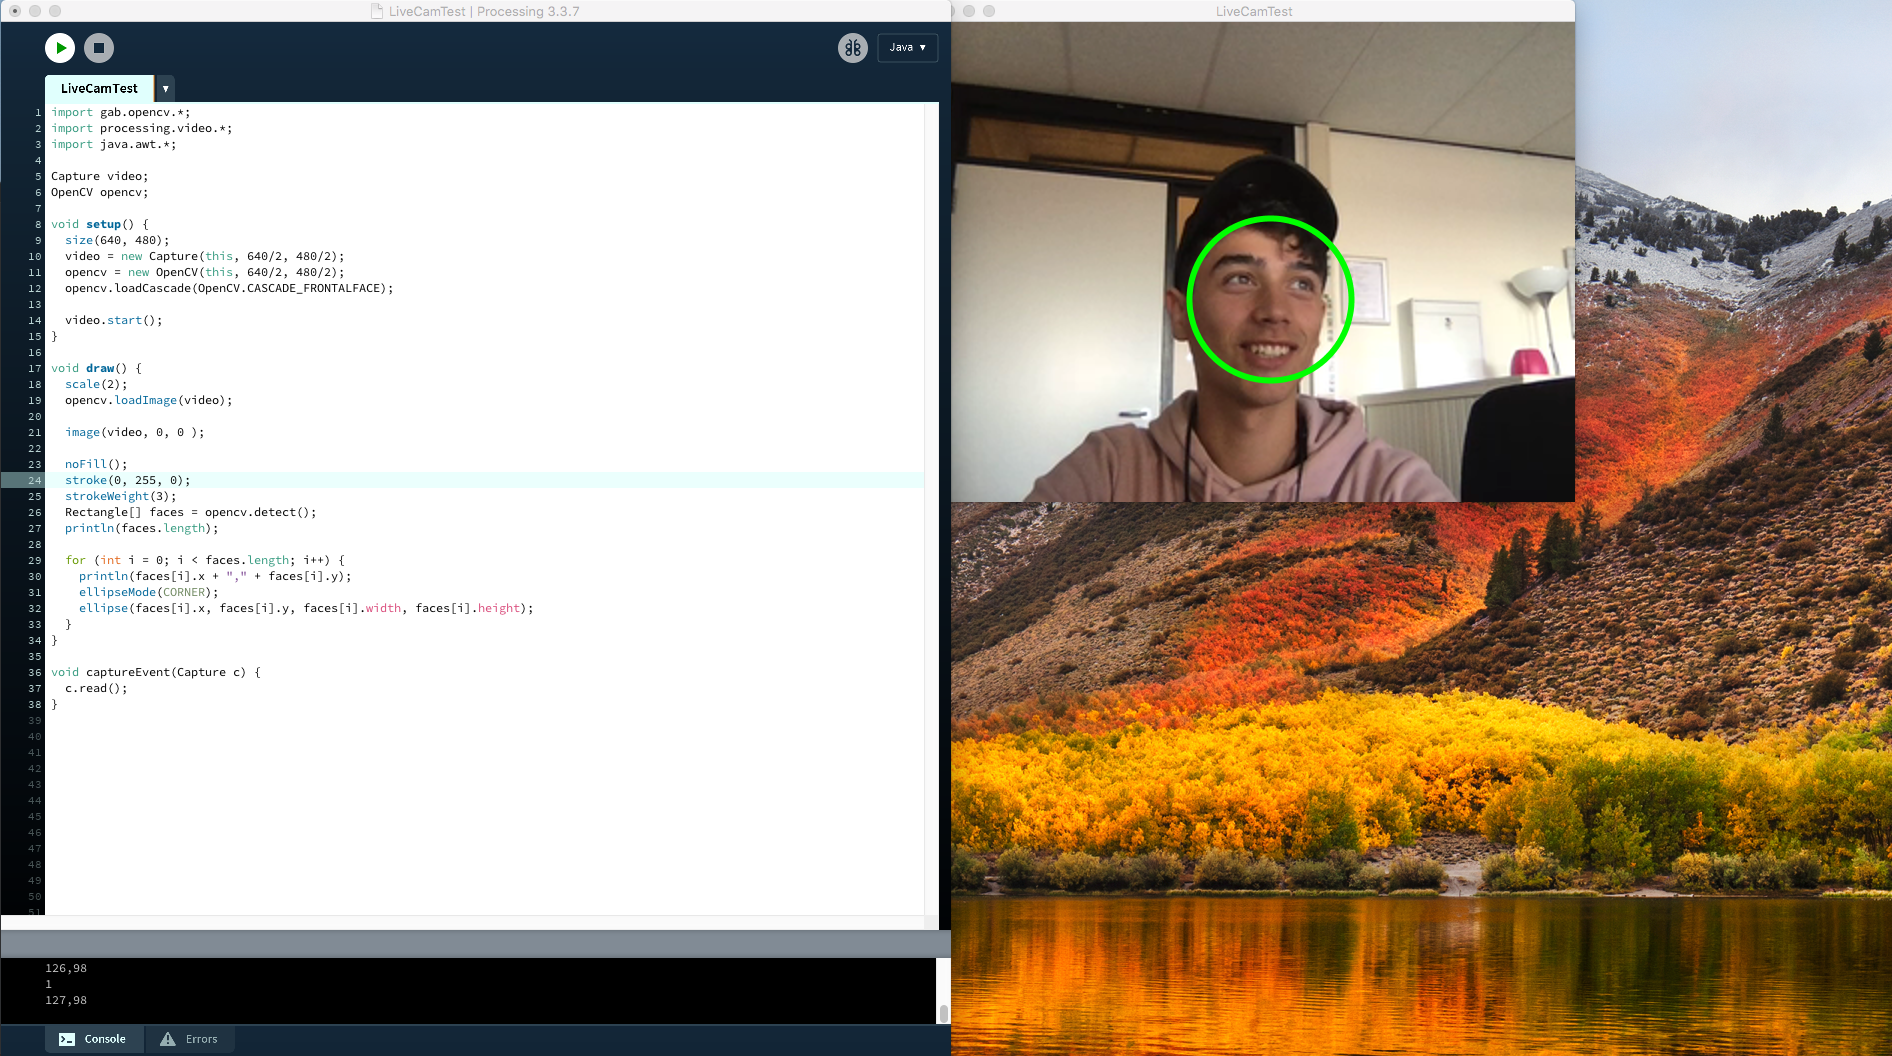 LiveCamTest | Processing 3.3.7
LiveCamTest
Java ▼
LiveCamTest ▼
1 import gab.opencv.*;
2 import processing.video.*;
3 import java.awt.*;
4
5 Capture video;
6 OpenCV opencv;
7
8 void setup() {
9   size(640, 480);
10   video = new Capture(this, 640/2, 480/2);
11   opencv = new OpenCV(this, 640/2, 480/2);
12   opencv.loadCascade(OpenCV.CASCADE_FRONTALFACE);
13
14   video.start();
15 }
16
17 void draw() {
18   scale(2);
19   opencv.loadImage(video);
20
21   image(video, 0, 0 );
22
23   noFill();
24   stroke(0, 255, 0);
25   strokeWeight(3);
26   Rectangle[] faces = opencv.detect();
27   println(faces.length);
28
29   for (int i = 0; i < faces.length; i++) {
30     println(faces[i].x + "," + faces[i].y);
31     ellipseMode(CORNER);
32     ellipse(faces[i].x, faces[i].y, faces[i].width, faces[i].height);
33   }
34 }
35
36 void captureEvent(Capture c) {
37   c.read();
38 }
39
40
41
42
43
44
45
46
47
48
49
50
51
126,98
1
127,98
Console
Errors